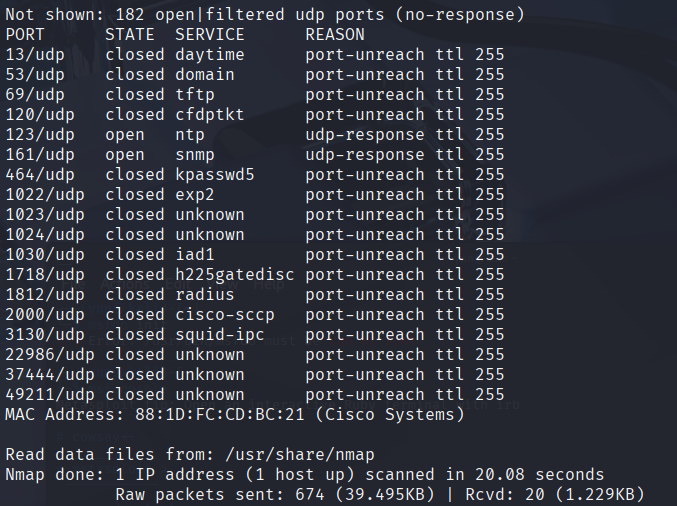 Not shown: 182 open|filtered udp ports (no-response)
PORT      STATE  SERVICE      REASON
13/udp    closed daytime      port-unreach ttl 255
53/udp    closed domain       port-unreach ttl 255
69/udp    closed tftp         port-unreach ttl 255
120/udp   closed cfdptkt      port-unreach ttl 255
123/udp   open   ntp          udp-response ttl 255
161/udp   open   snmp         udp-response ttl 255
464/udp   closed kpasswd5     port-unreach ttl 255
1022/udp  closed exp2         port-unreach ttl 255
1023/udp  closed unknown      port-unreach ttl 255
1024/udp  closed unknown      port-unreach ttl 255
1030/udp  closed iad1         port-unreach ttl 255
1718/udp  closed h225gatedisc port-unreach ttl 255
1812/udp  closed radius       port-unreach ttl 255
2000/udp  closed cisco-sccp   port-unreach ttl 255
3130/udp  closed squid-ipc    port-unreach ttl 255
22986/udp closed unknown      port-unreach ttl 255
37444/udp closed unknown      port-unreach ttl 255
49211/udp closed unknown      port-unreach ttl 255
MAC Address: 88:1D:FC:CD:BC:21 (Cisco Systems)
Read data files from: /usr/share/nmap
Nmap done: 1 IP address (1 host up) scanned in 20.08 seconds
           Raw packets sent: 674 (39.495KB) | Rcvd: 20 (1.229KB)